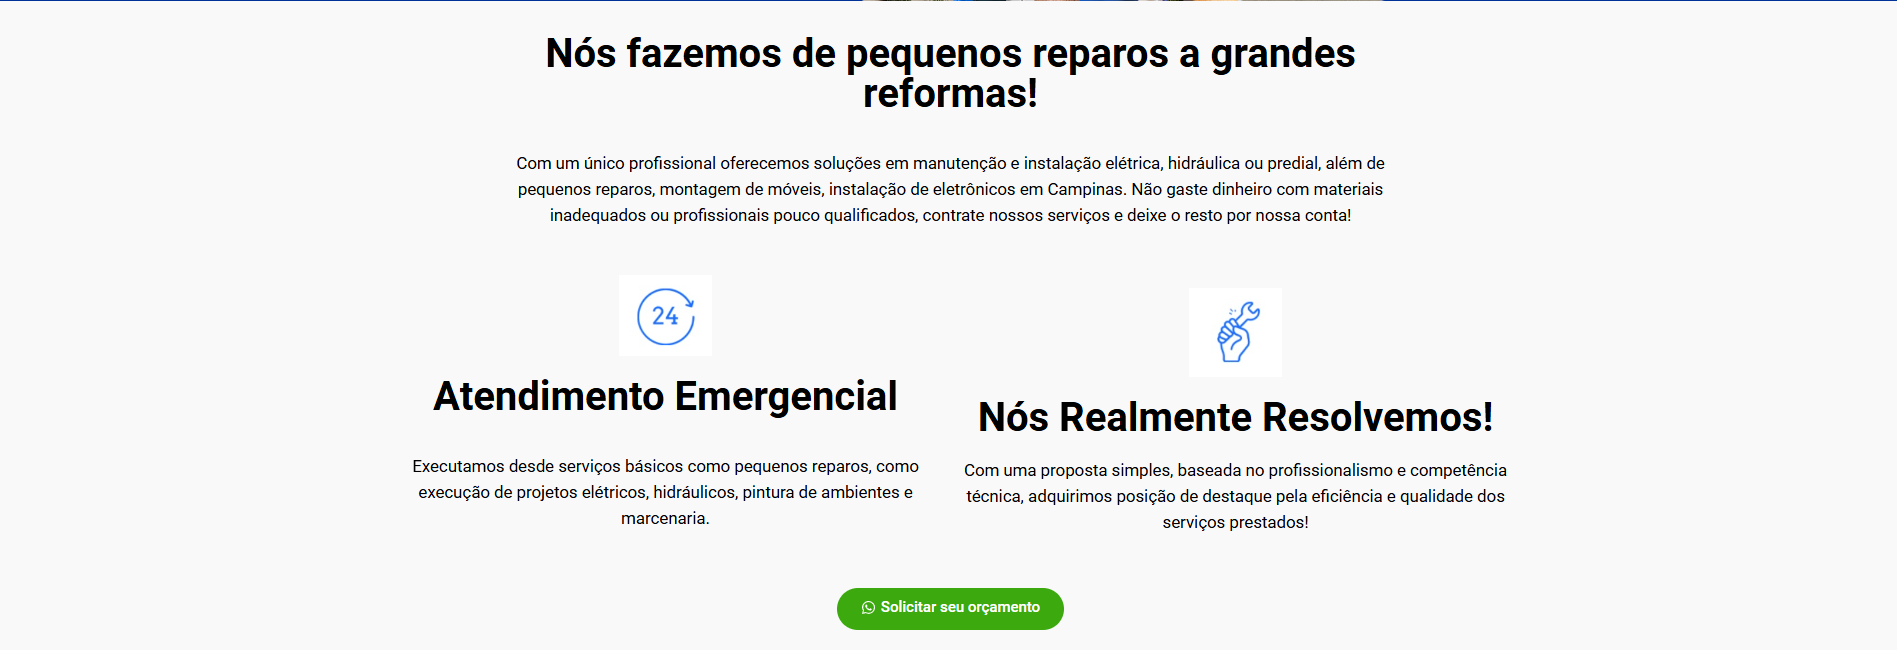 Nós fazemos de pequenos reparos a grandes
reformas!
Com um único profissional oferecemos soluções em manutenção e instalação elétrica, hidráulica ou predial, além de
pequenos reparos, montagem de móveis, instalação de eletrônicos em Campinas. Não gaste dinheiro com materiais
inadequados ou profissionais pouco qualificados, contrate nossos serviços e deixe o resto por nossa conta!
24
Atendimento Emergencial
Executamos desde serviços básicos como pequenos reparos, como
execução de projetos elétricos, hidráulicos, pintura de ambientes e
marcenaria.
Nós Realmente Resolvemos!
Com uma proposta simples, baseada no profissionalismo e competência
técnica, adquirimos posição de destaque pela eficiência e qualidade dos
serviços prestados!
Solicitar seu orçamento